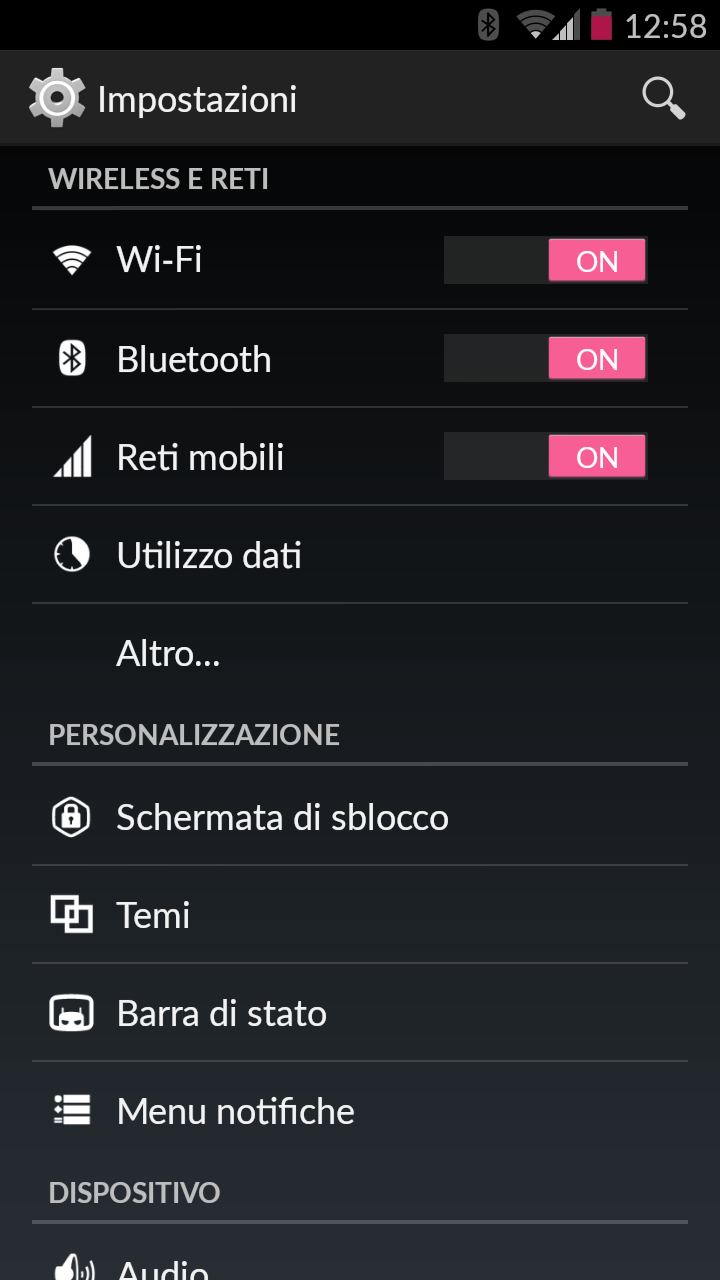 12:58
Impostazioni
WIRELESS E RETI
Wi-Fi ON
Bluetooth ON
Reti mobili ON
Utilizzo dati
Altro...
PERSONALIZZAZIONE
Schermata di sblocco
Temi
Barra di stato
Menu notifiche
DISPOSITIVO
Audio